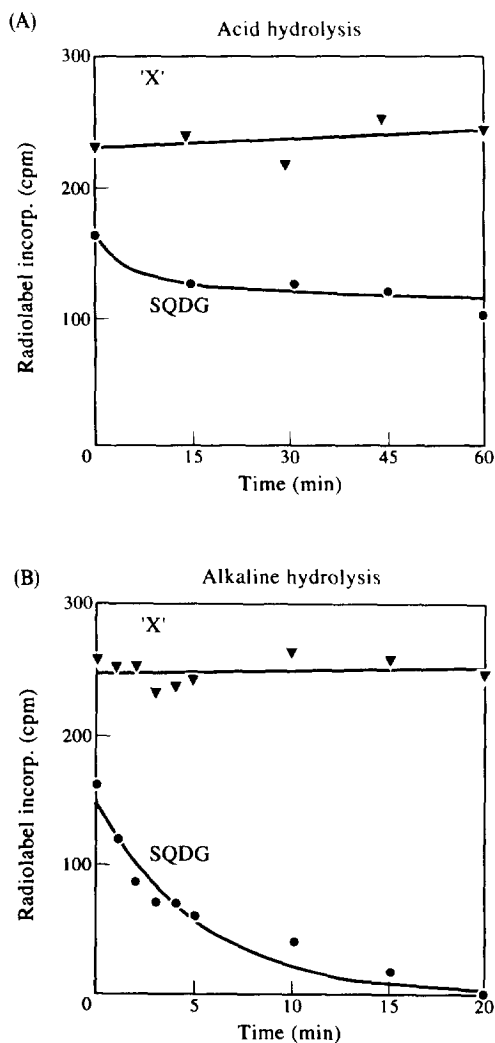 (A)
Acid hydrolysis
300
'X'
200
Radiolabel incorp. (cpm)
SQDG
100
0 15 30 45 60
Time (min)
(B)
Alkaline hydrolysis
300
'X'
200
Radiolabel incorp. (cpm)
SQDG
100
0 5 10 15 20
Time (min)